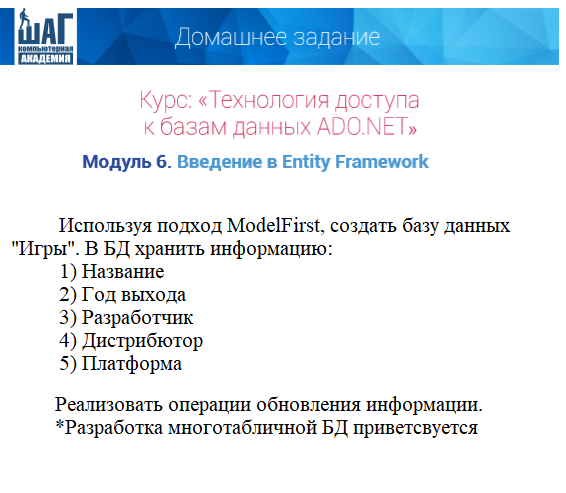 ШАГ
КОМПЬЮТЕРНАЯ
АКАДЕМИЯ
Домашнее задание
Курс: «Технология доступа
к базам данных ADO.NET»
Модуль 6. Введение в Entity Framework
Используя подход ModelFirst, создать базу данных
"Игры". В БД хранить информацию:
1) Название
2) Год выхода
3) Разработчик
4) Дистрибютор
5) Платформа
Реализовать операции обновления информации.
*Разработка многотабличной БД приветсвуется